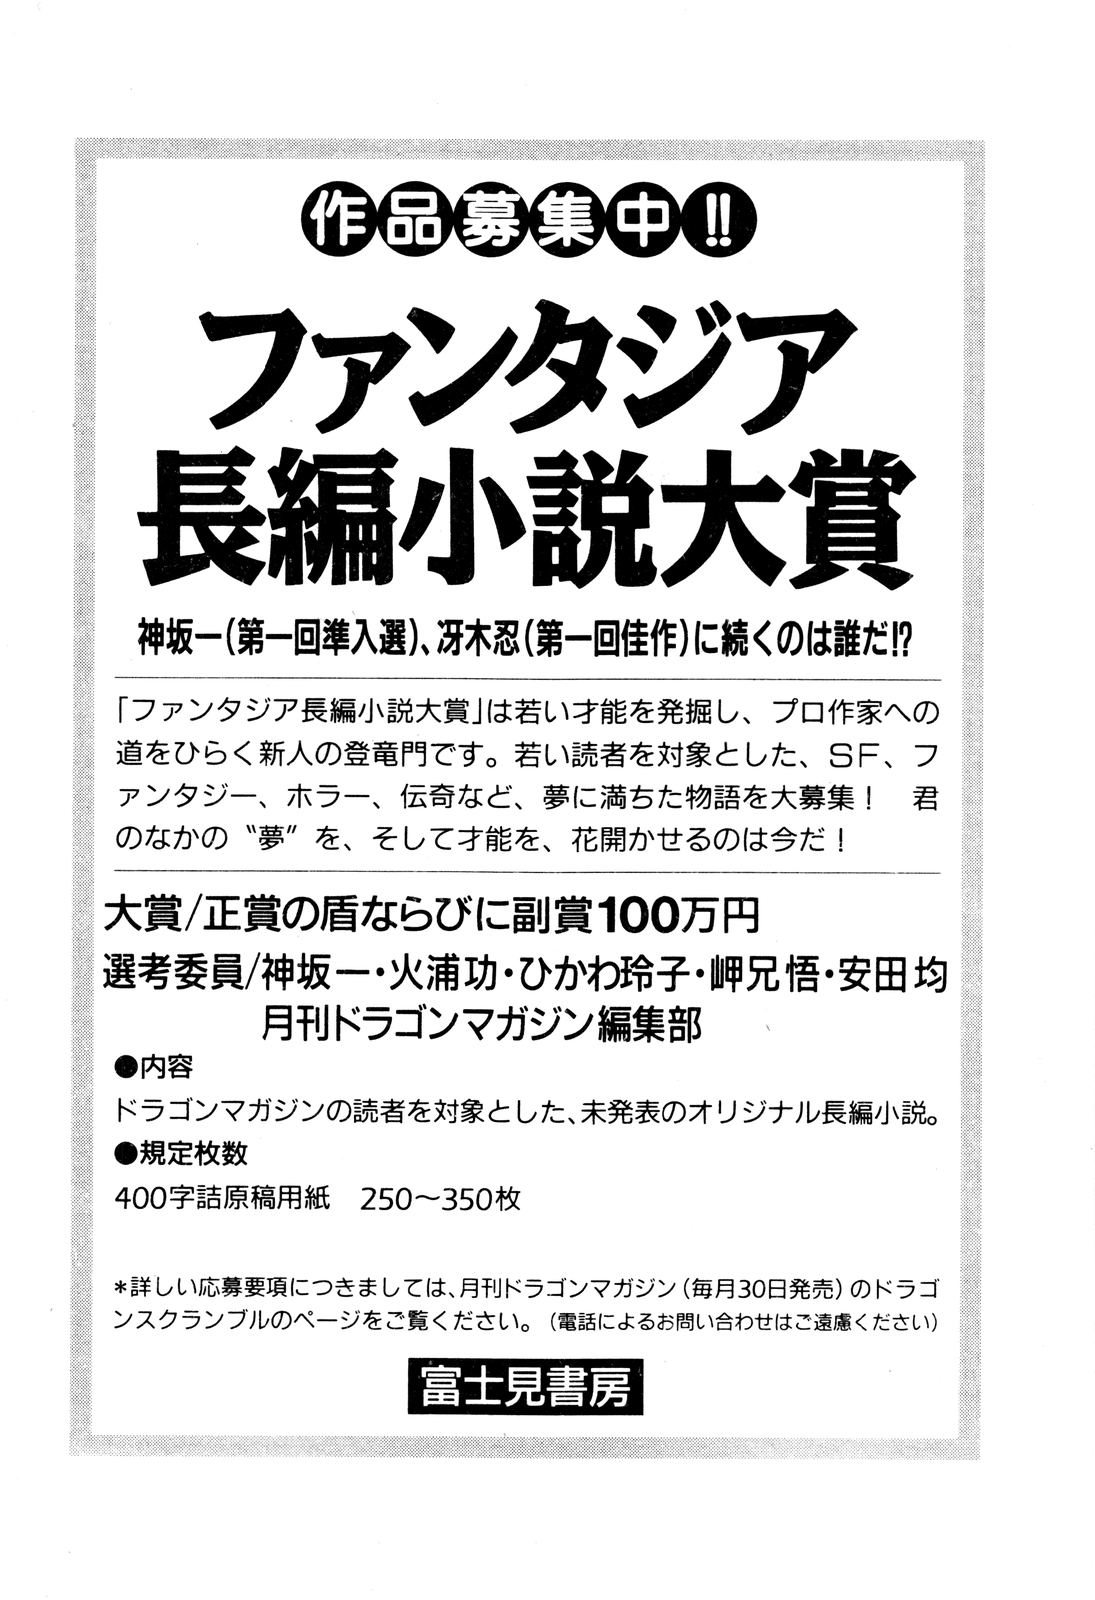 作品募集中!!
ファンタジア
長編小説大賞
神坂一(第一回準入選)、冴木忍(第一回佳作)に続くのは誰だ!?
「ファンタジア長編小説大賞」は若い才能を発掘し、プロ作家への
道をひらく新人の登竜門です。若い読者を対象とした、SF、フ
ァンタジー、ホラー、伝奇など、夢に満ちた物語を大募集! 君
のなかの〝夢〟を、そして才能を、花開かせるのは今だ!
大賞/正賞の盾ならびに副賞100万円
選考委員/神坂一・火浦功・ひかわ玲子・岬兄悟・安田均
月刊ドラゴンマガジン編集部
●内容
ドラゴンマガジンの読者を対象とした、未発表のオリジナル長編小説。
●規定枚数
400字詰原稿用紙 250〜350枚
*詳しい応募要項につきましては、月刊ドラゴンマガジン(毎月30日発売)のドラゴ
ンスクランブルのページをご覧ください。(電話によるお問い合わせはご遠慮ください)
富士見書房